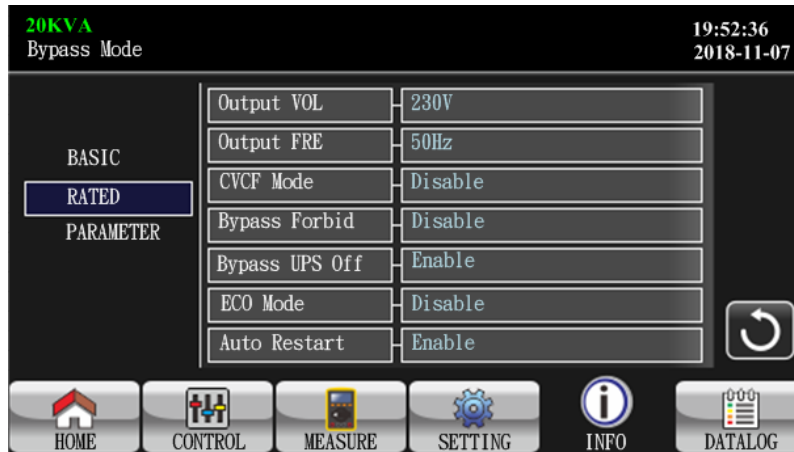 20KVA
Bypass Mode
19:52:36
2018-11-07
BASIC
RATED
PARAMETER
Output VOL 230V
Output FRE 50Hz
CVCF Mode Disable
Bypass Forbid Disable
Bypass UPS Off Enable
ECO Mode Disable
Auto Restart Enable
HOME CONTROL MEASURE SETTING INFO DATALOG